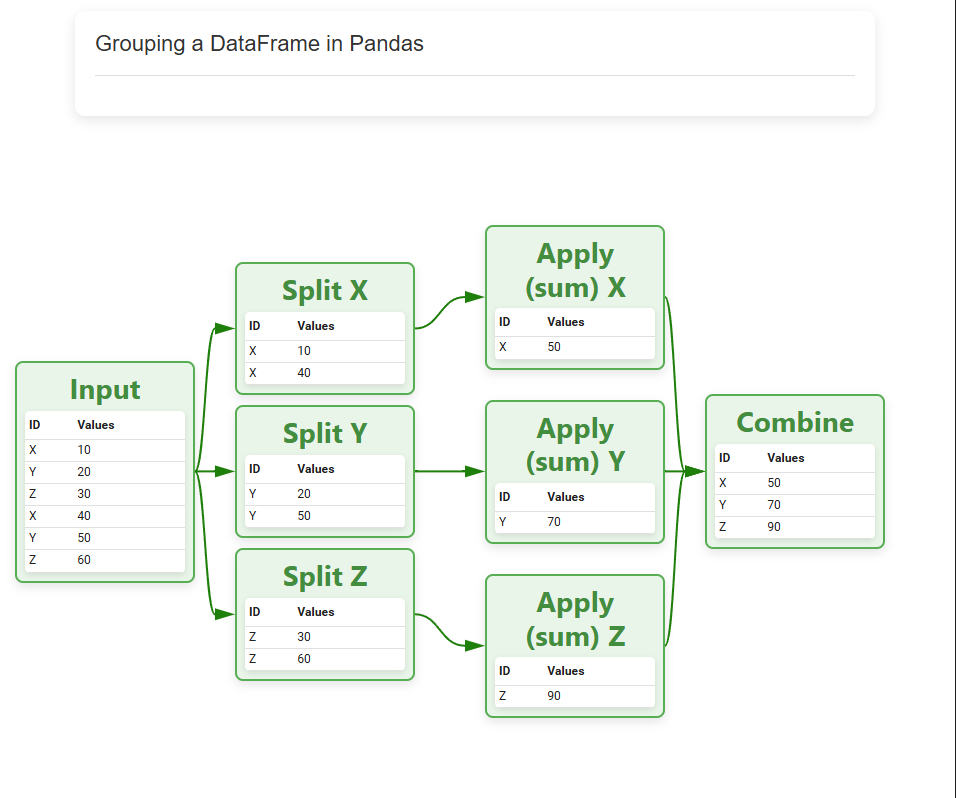 Grouping a DataFrame in Pandas
Input
ID Values
X 10
Y 20
Z 30
X 40
Y 50
Z 60
Split X
ID Values
X 10
X 40
Split Y
ID Values
Y 20
Y 50
Split Z
ID Values
Z 30
Z 60
Apply
(sum) X
ID Values
X 50
Apply
(sum) Y
ID Values
Y 70
Apply
(sum) Z
ID Values
Z 90
Combine
ID Values
X 50
Y 70
Z 90